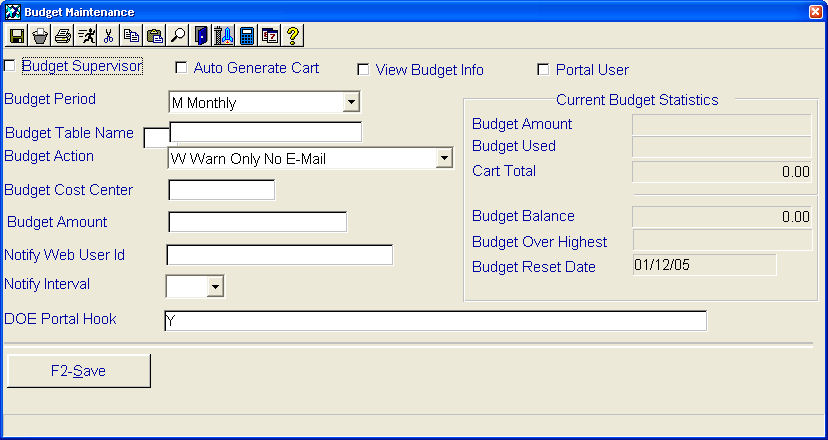 Budget Maintenance
Budget Supervisor Auto Generate Cart View Budget Info Portal User
Budget Period M Monthly
Budget Table Name
Budget Action W Warn Only No E-Mail
Budget Cost Center
Budget Amount
Notify Web User Id
Notify Interval
DOE Portal Hook Y
Current Budget Statistics
Budget Amount
Budget Used
Cart Total 0.00
Budget Balance 0.00
Budget Over Highest
Budget Reset Date 01/12/05
F2-Save